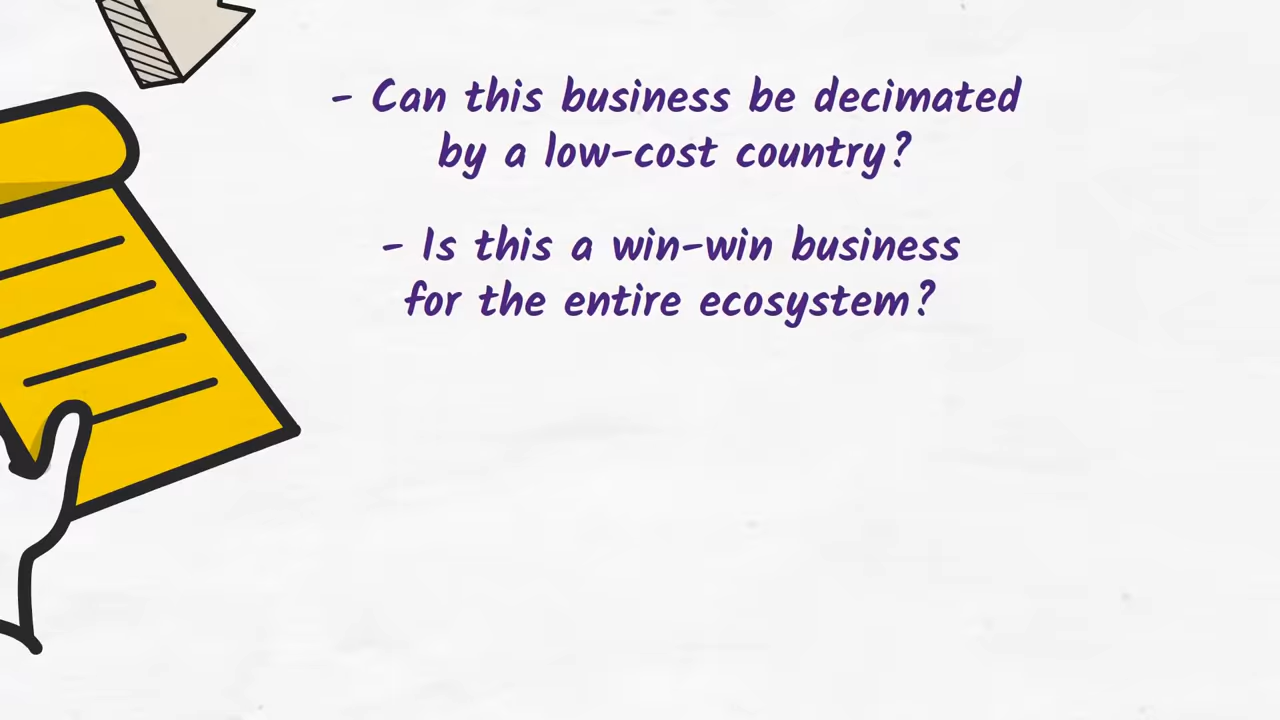 - Can this business be decimated
by a low-cost country?
- Is this a win-win business
for the entire ecosystem?